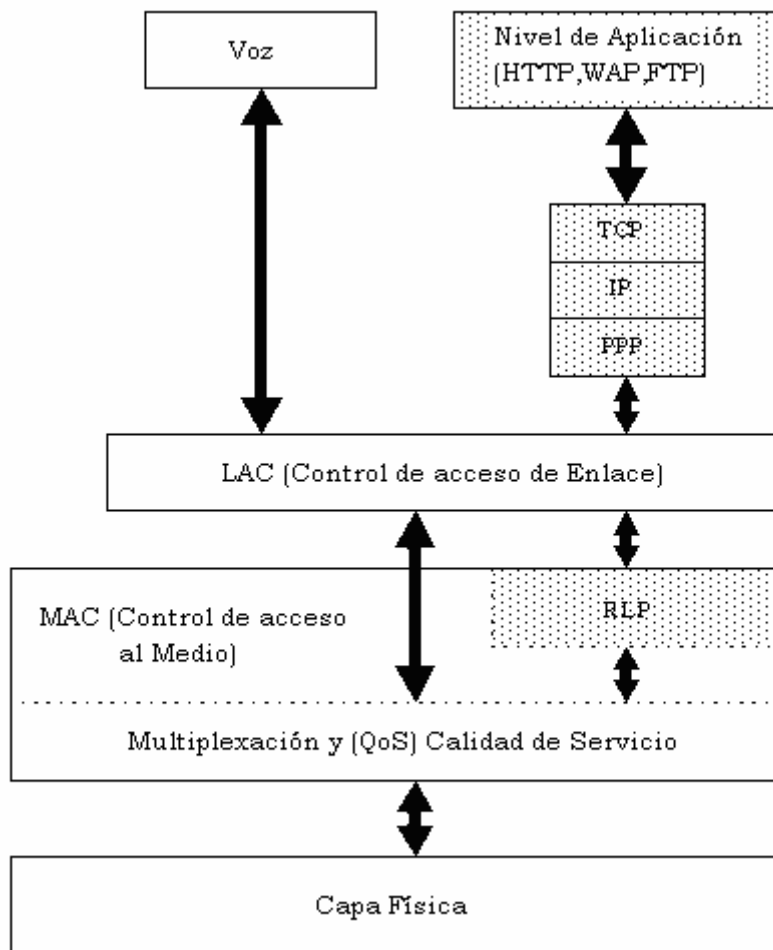 Voz
Nivel de Aplicación
(HTTP,WAP,FTP)
TCP
IP
PPP
LAC (Control de acceso de Enlace)
MAC (Control de acceso
al Medio)
RLP
Multiplexación y (QoS) Calidad de Servicio
Capa Física